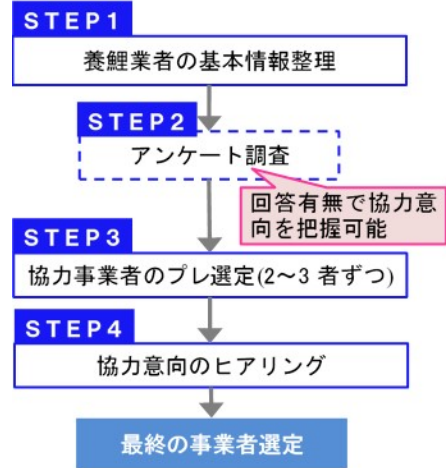 STEP1
養鯉業者の基本情報整理
STEP2
アンケート調査
回答有無で協力意
向を把握可能
STEP3
協力事業者のプレ選定(2～3 者ずつ)
STEP4
協力意向のヒアリング
最終の事業者選定